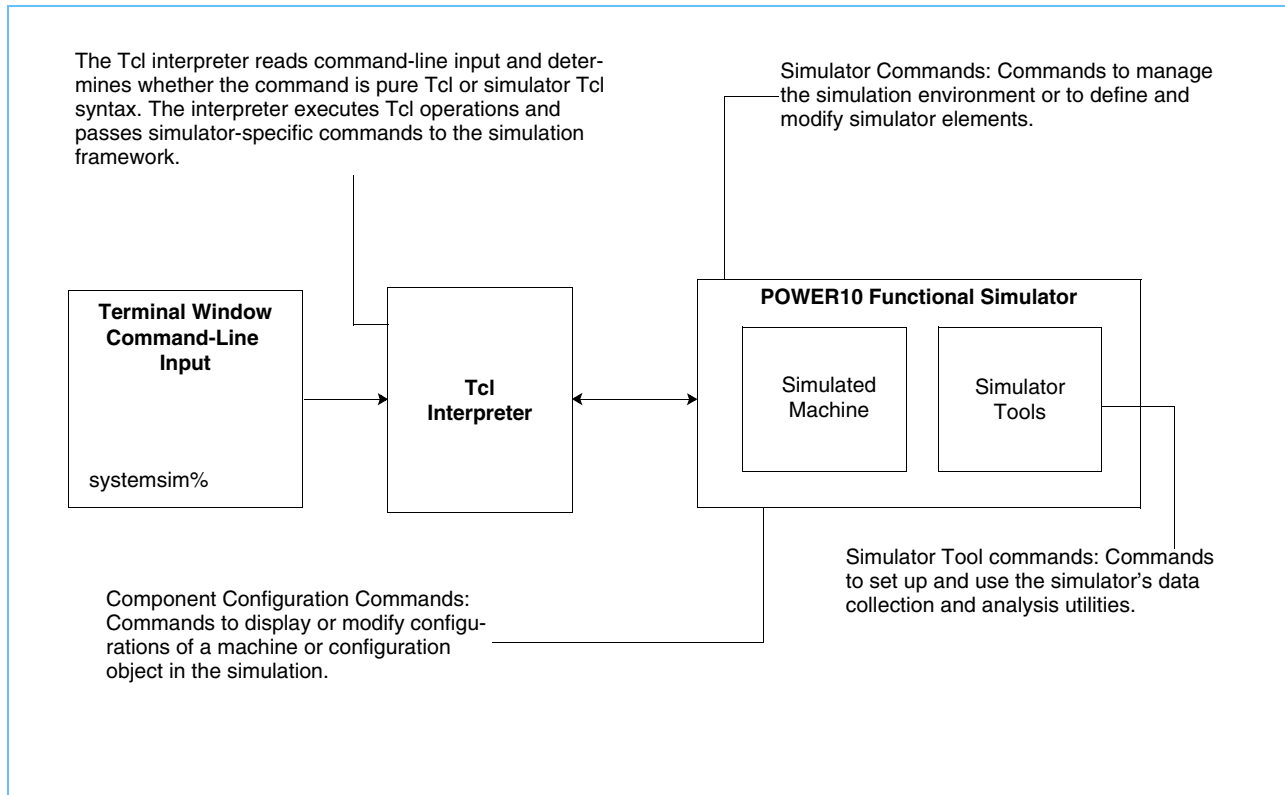 The Tcl interpreter reads command-line input and deter-
mines whether the command is pure Tcl or simulator Tcl
syntax. The interpreter executes Tcl operations and
passes simulator-specific commands to the simulation
framework.
Simulator Commands: Commands to manage
the simulation environment or to define and
modify simulator elements.
Terminal Window
Command-Line
Input
systemsim%
Tcl
Interpreter
POWER10 Functional Simulator
Simulated
Machine
Simulator
Tools
Component Configuration Commands:
Commands to display or modify configu-
rations of a machine or configuration
object in the simulation.
Simulator Tool commands: Commands
to set up and use the simulator’s data
collection and analysis utilities.